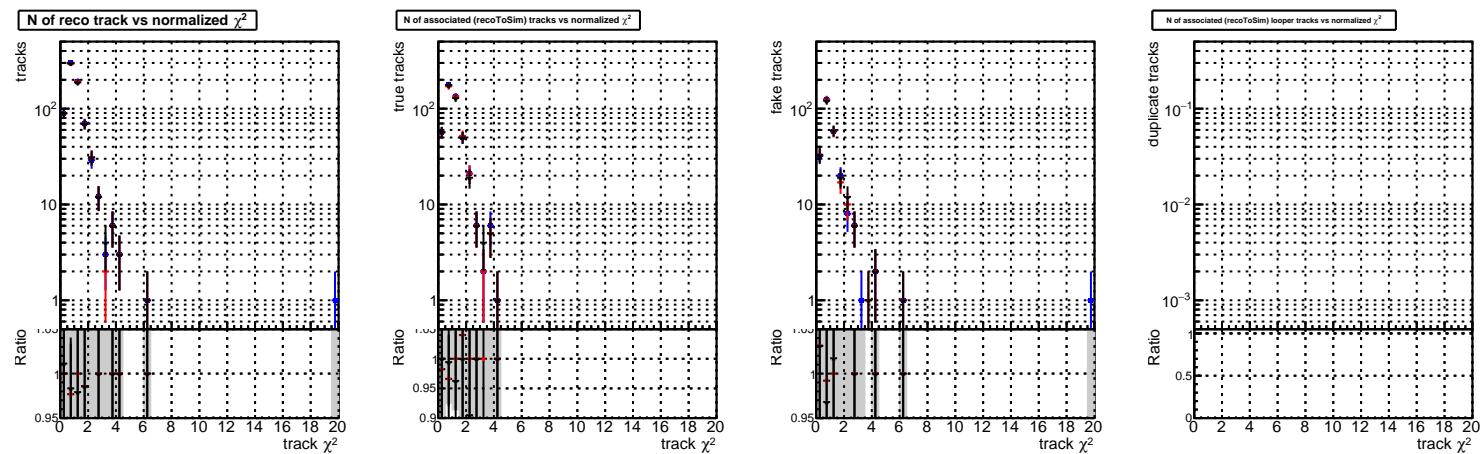 N of reco track vs normalized χ²
tracks
10²
10
1
Ratio
1.05
1
0.95
0 2 4 6 8 10 12 14 16 18 20
track χ²
N of associated (recoToSim) tracks vs normalized χ²
true tracks
10²
10
1
Ratio
1
0.95
0.9
0 2 4 6 8 10 12 14 16 18 20
track χ²
fake tracks
10²
10
1
Ratio
1.05
1
0.95
0 2 4 6 8 10 12 14 16 18 20
track χ²
N of associated (recoToSim) looper tracks vs normalized χ²
duplicate tracks
10⁻¹
10⁻²
10⁻³
Ratio
1
0.5
0
0 2 4 6 8 10 12 14 16 18 20
track χ²